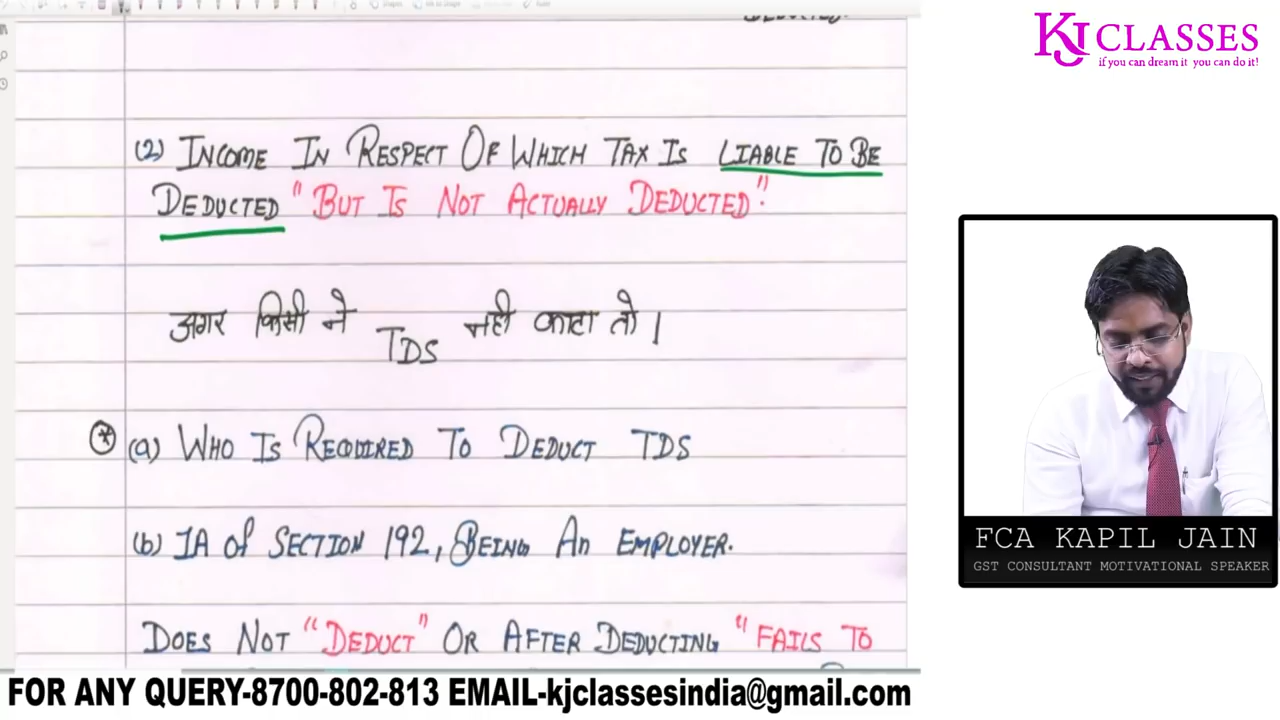 DEDUCTED.
KJ CLASSES
if you can dream it you can do it!
(2) INCOME IN RESPECT OF WHICH TAX IS LIABLE TO BE
DEDUCTED "BUT IS NOT ACTUALLY DEDUCTED".
अगर किसी ने TDS नही काटा तो।
(a) WHO IS REQUIRED TO DEDUCT TDS
(b) 1A of SECTION 192, BEING AN EMPLOYER.
DOES NOT "DEDUCT" OR AFTER DEDUCTING "FAILS TO
FCA KAPIL JAIN
GST CONSULTANT MOTIVATIONAL SPEAKER
FOR ANY QUERY-8700-802-813 EMAIL-kjclassesindia@gmail.com